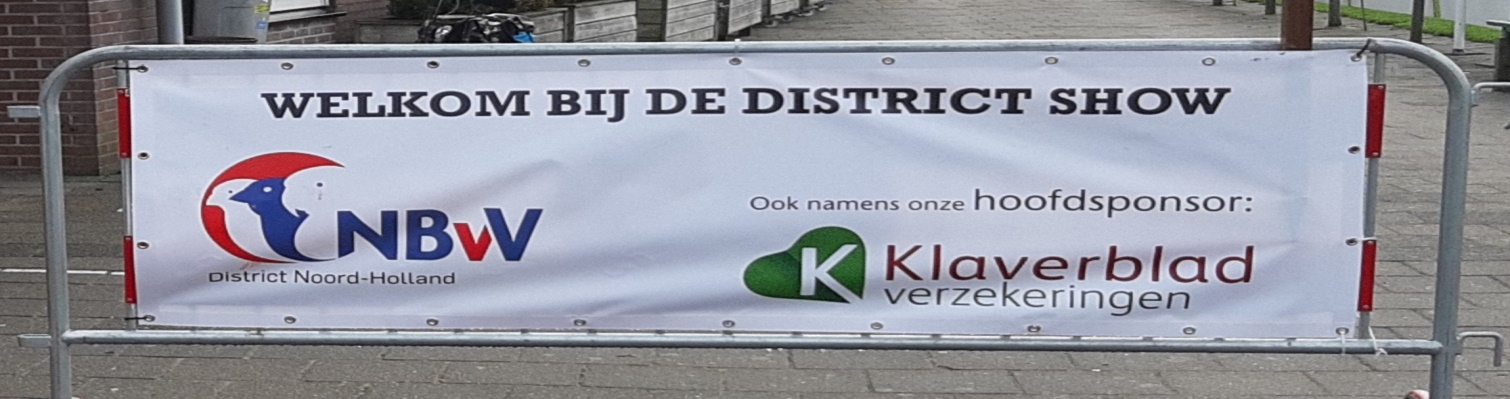 WELKOM BIJ DE DISTRICT SHOW
NBvV
District Noord-Holland
Ook namens onze hoofdsponsor:
K Klaverblad
verzekeringen